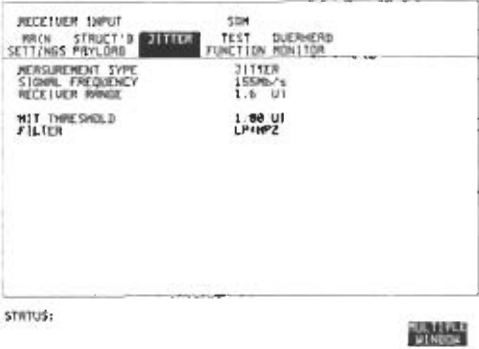 RECEIVER INPUT SDH
MAIN STRUCT'D JITTER TEST OVERHEAD
SETTINGS PAYLOAD FUNCTION MONITOR
MEASUREMENT TYPE JITTER
SIGNAL FREQUENCY 155Mb/s
RECEIVER RANGE 1.6 UI
HIT THRESHOLD 1.00 UI
FILTER LP+HP2
STATUS:
MULTIPLE
WINDOW